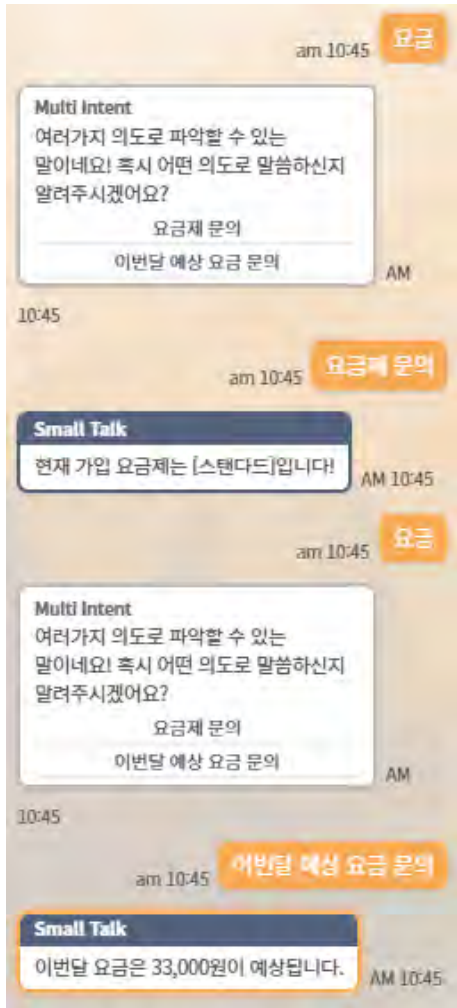 요금
am 10:45
Multi Intent
여러가지 의도로 파악할 수 있는
말이네요! 혹시 어떤 의도로 말씀하신지
알려주시겠어요?
요금제 문의
이번달 예상 요금 문의
AM
10:45
요금제 문의
am 10:45
Small Talk
현재 가입 요금제는 [스탠다드]입니다!
AM 10:45
요금
am 10:45
Multi Intent
여러가지 의도로 파악할 수 있는
말이네요! 혹시 어떤 의도로 말씀하신지
알려주시겠어요?
요금제 문의
이번달 예상 요금 문의
AM
10:45
이번달 예상 요금 문의
am 10:45
Small Talk
이번달 요금은 33,000원이 예상됩니다.
AM 10:45